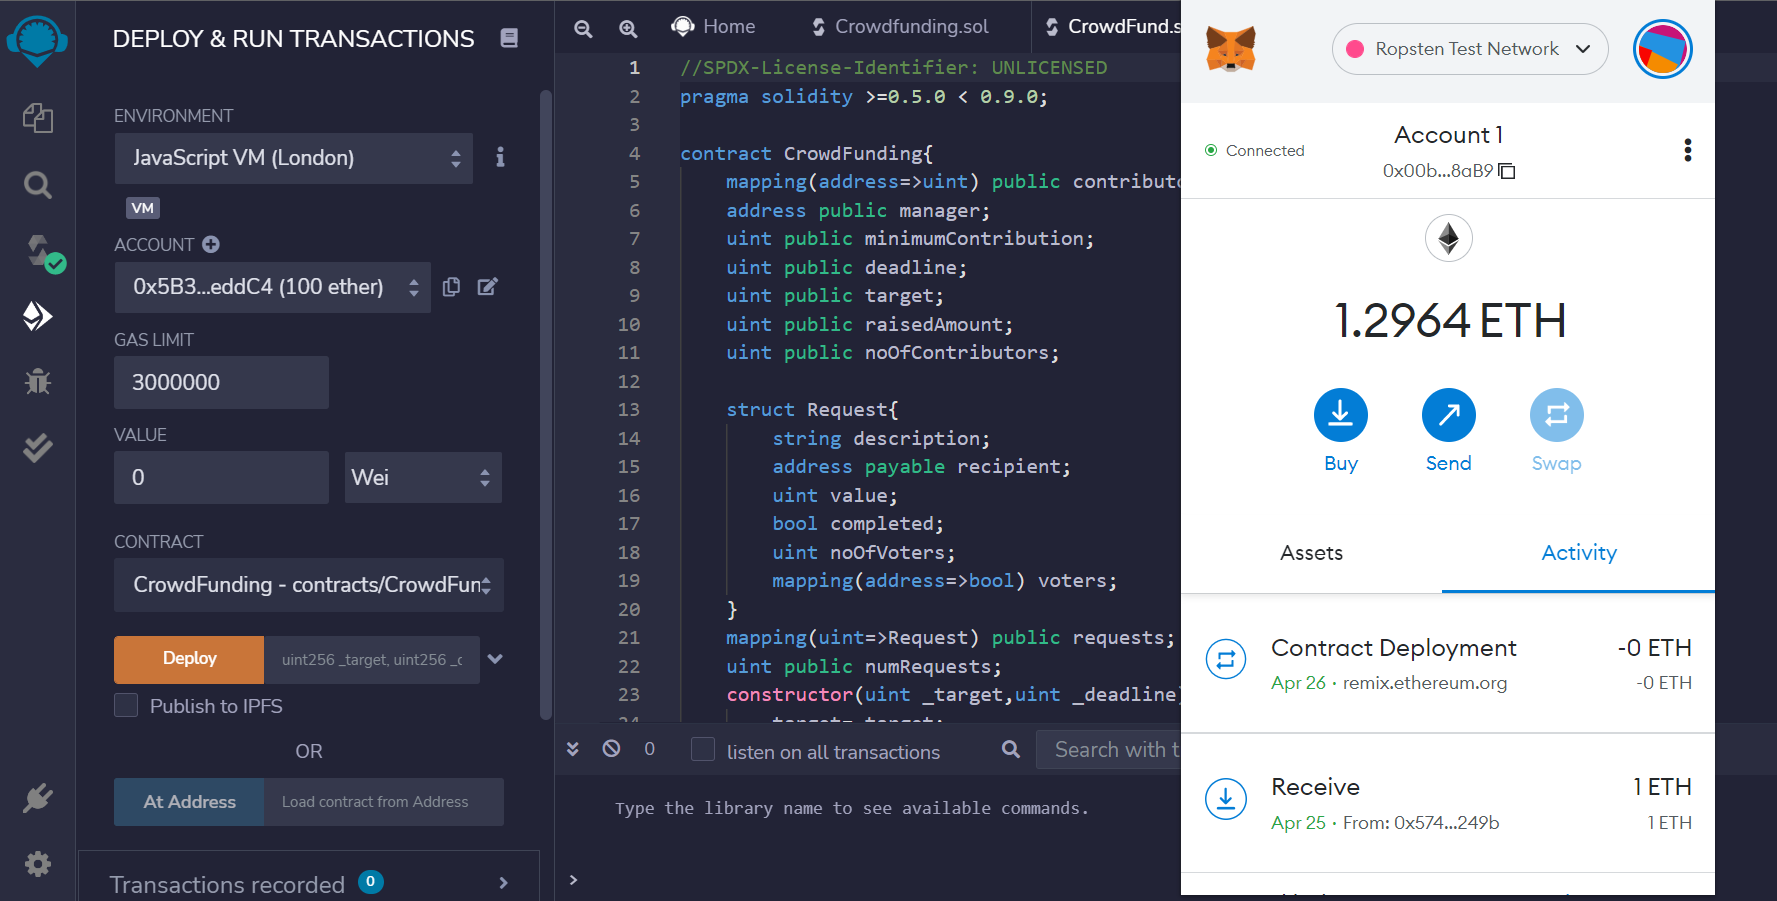 DEPLOY & RUN TRANSACTIONS
ENVIRONMENT
JavaScript VM (London)
VM
ACCOUNT
0x5B3...eddC4 (100 ether)
GAS LIMIT
3000000
VALUE
0
Wei
CONTRACT
CrowdFunding - contracts/CrowdFun
Deploy
uint256 _target, uint256 _c
Publish to IPFS
OR
At Address
Load contract from Address
Transactions recorded 0
Home
Crowdfunding.sol
CrowdFund.s
1 //SPDX-License-Identifier: UNLICENSED
2 pragma solidity >=0.5.0 < 0.9.0;
3
4 contract CrowdFunding{
5 mapping(address=>uint) public contributo
6 address public manager;
7 uint public minimumContribution;
8 uint public deadline;
9 uint public target;
10 uint public raisedAmount;
11 uint public noOfContributors;
12
13 struct Request{
14 string description;
15 address payable recipient;
16 uint value;
17 bool completed;
18 uint noOfVoters;
19 mapping(address=>bool) voters;
20 }
21 mapping(uint=>Request) public requests;
22 uint public numRequests;
23 constructor(uint _target,uint _deadline)
24 target=_target;
0
listen on all transactions
Search with t
Type the library name to see available commands.
>
Ropsten Test Network
Connected
Account 1
0x00b...8aB9
1.2964 ETH
Buy
Send
Swap
Assets
Activity
Contract Deployment
-0 ETH
Apr 26 · remix.ethereum.org
-0 ETH
Receive
1 ETH
Apr 25 · From: 0x574...249b
1 ETH